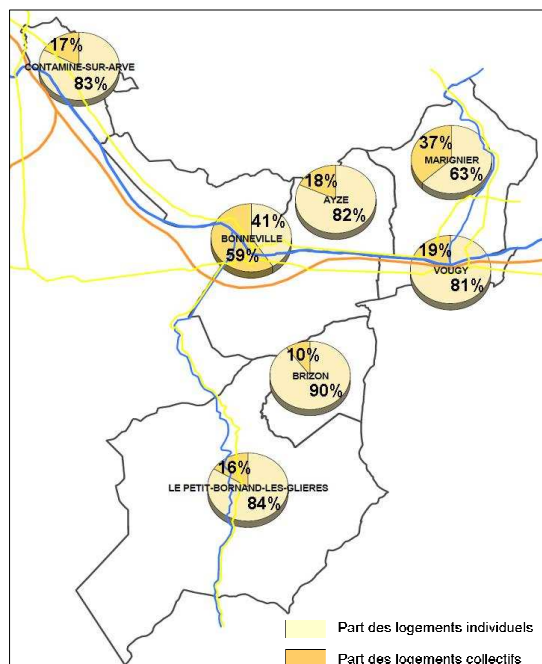 17%
CONTAMINE-SUR-ARVE
83%
37%
MARIGNIER
63%
18%
AYZE
82%
41%
BONNEVILLE
59%
19%
VOUGY
81%
10%
BRIZON
90%
16%
LE PETIT-BORNAND-LES-GLIERES
84%
Part des logements individuels
Part des logements collectifs